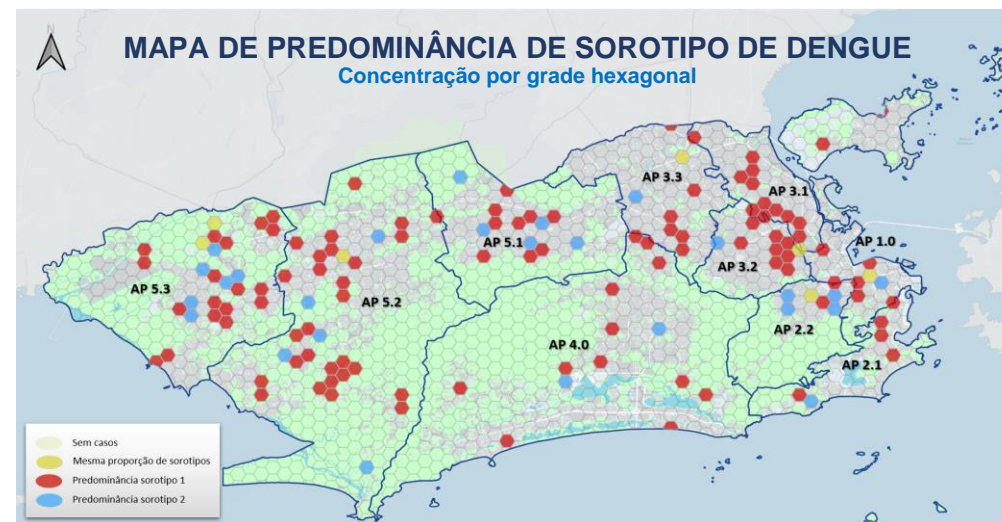 MAPA DE PREDOMINÂNCIA DE SOROTIPO DE DENGUE
Concentração por grade hexagonal
AP 3.3
AP 3.1
AP 5.1
AP 3.2
AP 1.0
AP 5.3
AP 5.2
AP 2.2
AP 4.0
AP 2.1
Sem casos
Mesma proporção de sorotipos
Predominância sorotipo 1
Predominância sorotipo 2